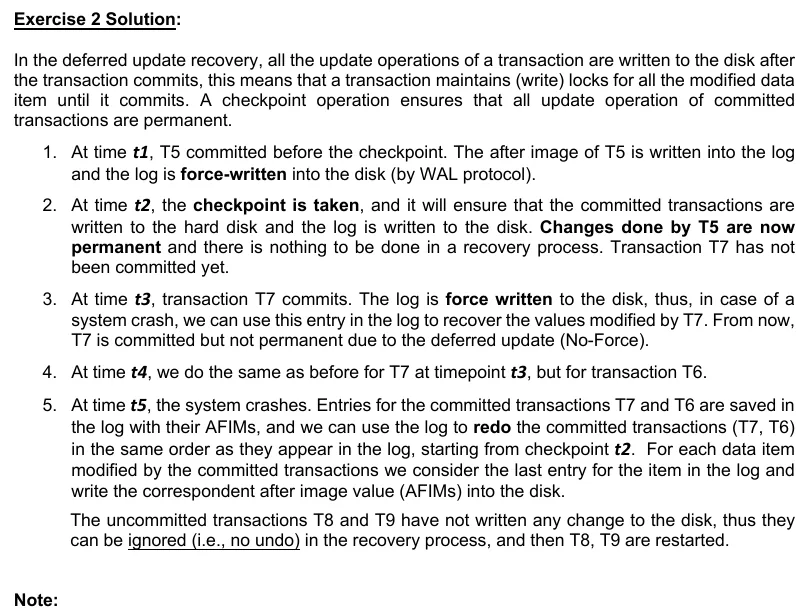 Exercise 2 Solution:
In the deferred update recovery, all the update operations of a transaction are written to the disk after
the transaction commits, this means that a transaction maintains (write) locks for all the modified data
item until it commits. A checkpoint operation ensures that all update operation of committed
transactions are permanent.
1. At time t1, T5 committed before the checkpoint. The after image of T5 is written into the log
and the log is force-written into the disk (by WAL protocol).
2. At time t2, the checkpoint is taken, and it will ensure that the committed transactions are
written to the hard disk and the log is written to the disk. Changes done by T5 are now
permanent and there is nothing to be done in a recovery process. Transaction T7 has not
been committed yet.
3. At time t3, transaction T7 commits. The log is force written to the disk, thus, in case of a
system crash, we can use this entry in the log to recover the values modified by T7. From now,
T7 is committed but not permanent due to the deferred update (No-Force).
4. At time t4, we do the same as before for T7 at timepoint t3, but for transaction T6.
5. At time t5, the system crashes. Entries for the committed transactions T7 and T6 are saved in
the log with their AFIMs, and we can use the log to redo the committed transactions (T7, T6)
in the same order as they appear in the log, starting from checkpoint t2. For each data item
modified by the committed transactions we consider the last entry for the item in the log and
write the correspondent after image value (AFIMs) into the disk.
The uncommitted transactions T8 and T9 have not written any change to the disk, thus they
can be ignored (i.e., no undo) in the recovery process, and then T8, T9 are restarted.
Note: